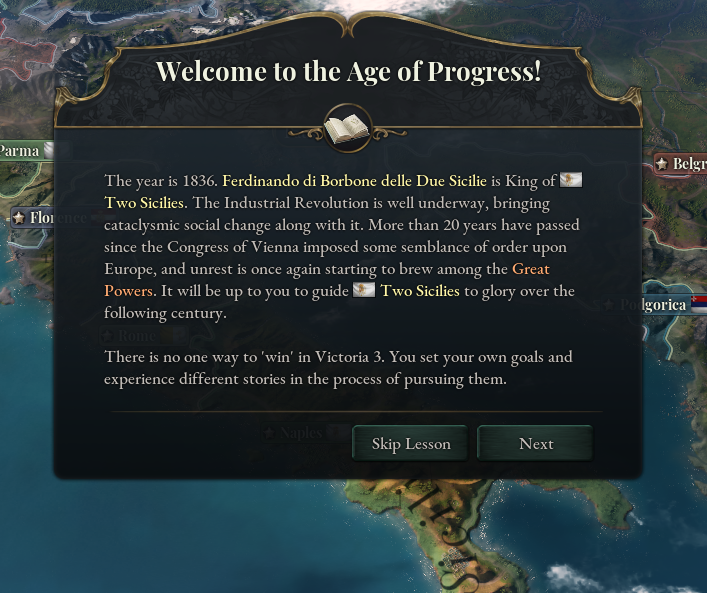 Welcome to the Age of Progress!
Parma
Belgr
The year is 1836. Ferdinando di Borbone delle Due Sicilie is King of
Two Sicilies. The Industrial Revolution is well underway, bringing
Florence
cataclysmic social change along with it. More than 20 years have passed
since the Congress of Vienna imposed some semblance of order upon
Europe, and unrest is once again starting to brew among the Great
Powers. It will be up to you to guide Two Sicilies to glory over the
Podgorica
following century.
Rome
There is no one way to 'win' in Victoria 3. You set your own goals and
experience different stories in the process of pursuing them.
Naples
Skip Lesson
Next